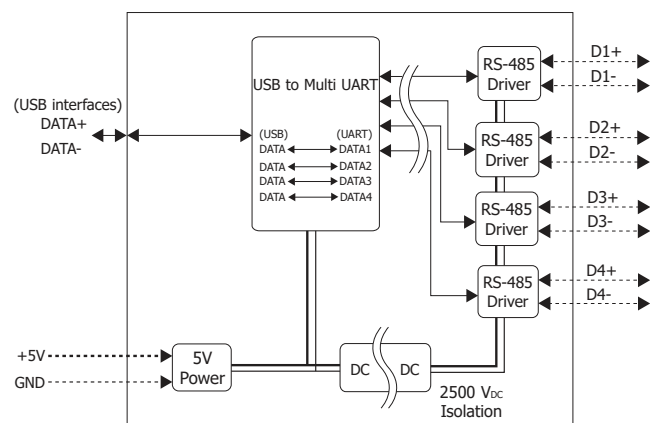 USB to Multi UART
(USB) (UART)
DATA DATA1
DATA DATA2
DATA DATA3
DATA DATA4
(USB interfaces)
DATA+
DATA-
RS-485
Driver
D1+
D1-
RS-485
Driver
D2+
D2-
RS-485
Driver
D3+
D3-
RS-485
Driver
D4+
D4-
+5V
GND
5V
Power
DC DC
2500 VDC
Isolation